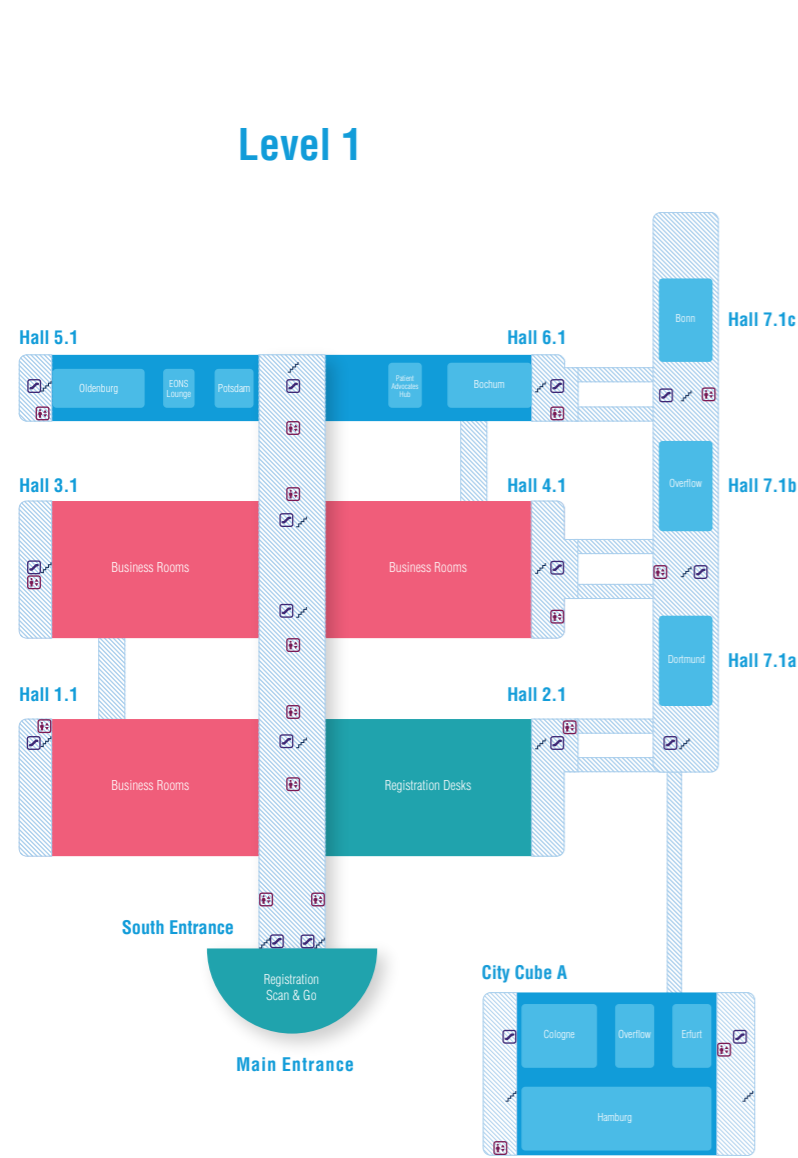 Level 1
Hall 5.1
Hall 6.1
Hall 7.1c
Bonn
Oldenburg
EONS
Lounge
Potsdam
Patient
Advocates
Hub
Bochum
Hall 3.1
Hall 4.1
Overflow
Hall 7.1b
Business Rooms
Business Rooms
Dortmund
Hall 7.1a
Hall 1.1
Hall 2.1
Business Rooms
Registration Desks
South Entrance
Registration
Scan & Go
Main Entrance
City Cube A
Cologne
Overflow
Erfurt
Hamburg